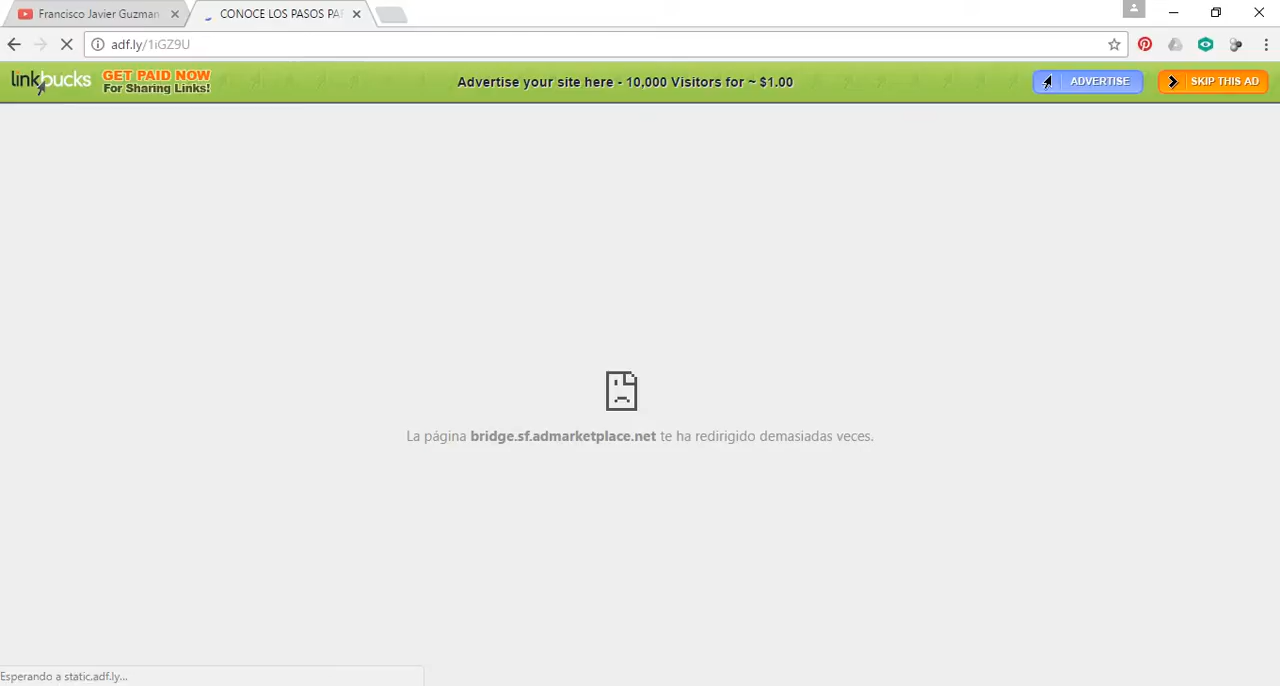 Francisco Javier Guzman
CONOCE LOS PASOS PA
adf.ly/1iGZ9U
linkbucks
GET PAID NOW
For Sharing Links!
Advertise your site here - 10,000 Visitors for ~ $1.00
ADVERTISE
SKIP THIS AD
La página bridge.sf.admarketplace.net te ha redirigido demasiadas veces.
Esperando a static.adf.ly...